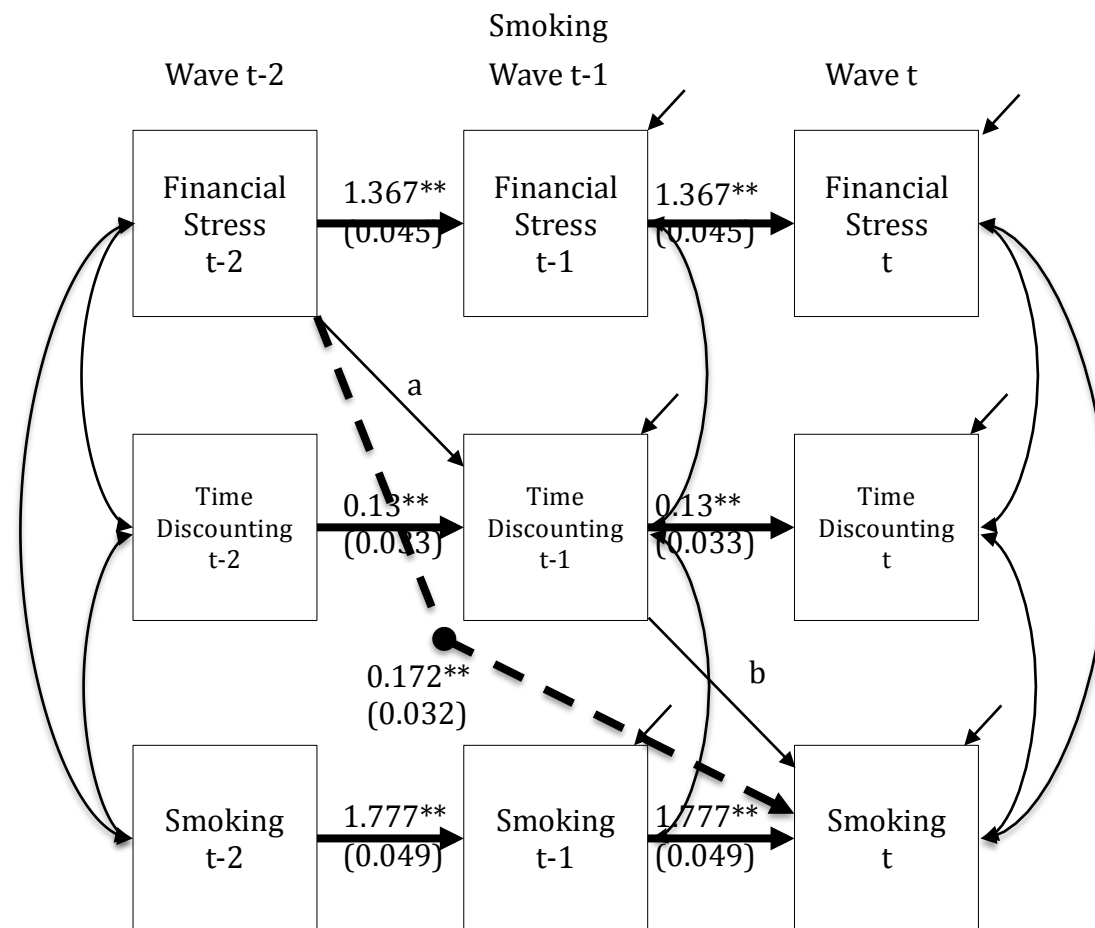 Smoking
Wave t-2
Wave t-1
Wave t
Financial
Stress
t-2
1.367**
(0.045)
Financial
Stress
t-1
1.367**
(0.045)
Financial
Stress
t
a
Time
Discounting
t-2
0.13**
(0.033)
Time
Discounting
t-1
0.13**
(0.033)
Time
Discounting
t
0.172**
(0.032)
b
Smoking
t-2
1.777**
(0.049)
Smoking
t-1
1.777**
(0.049)
Smoking
t